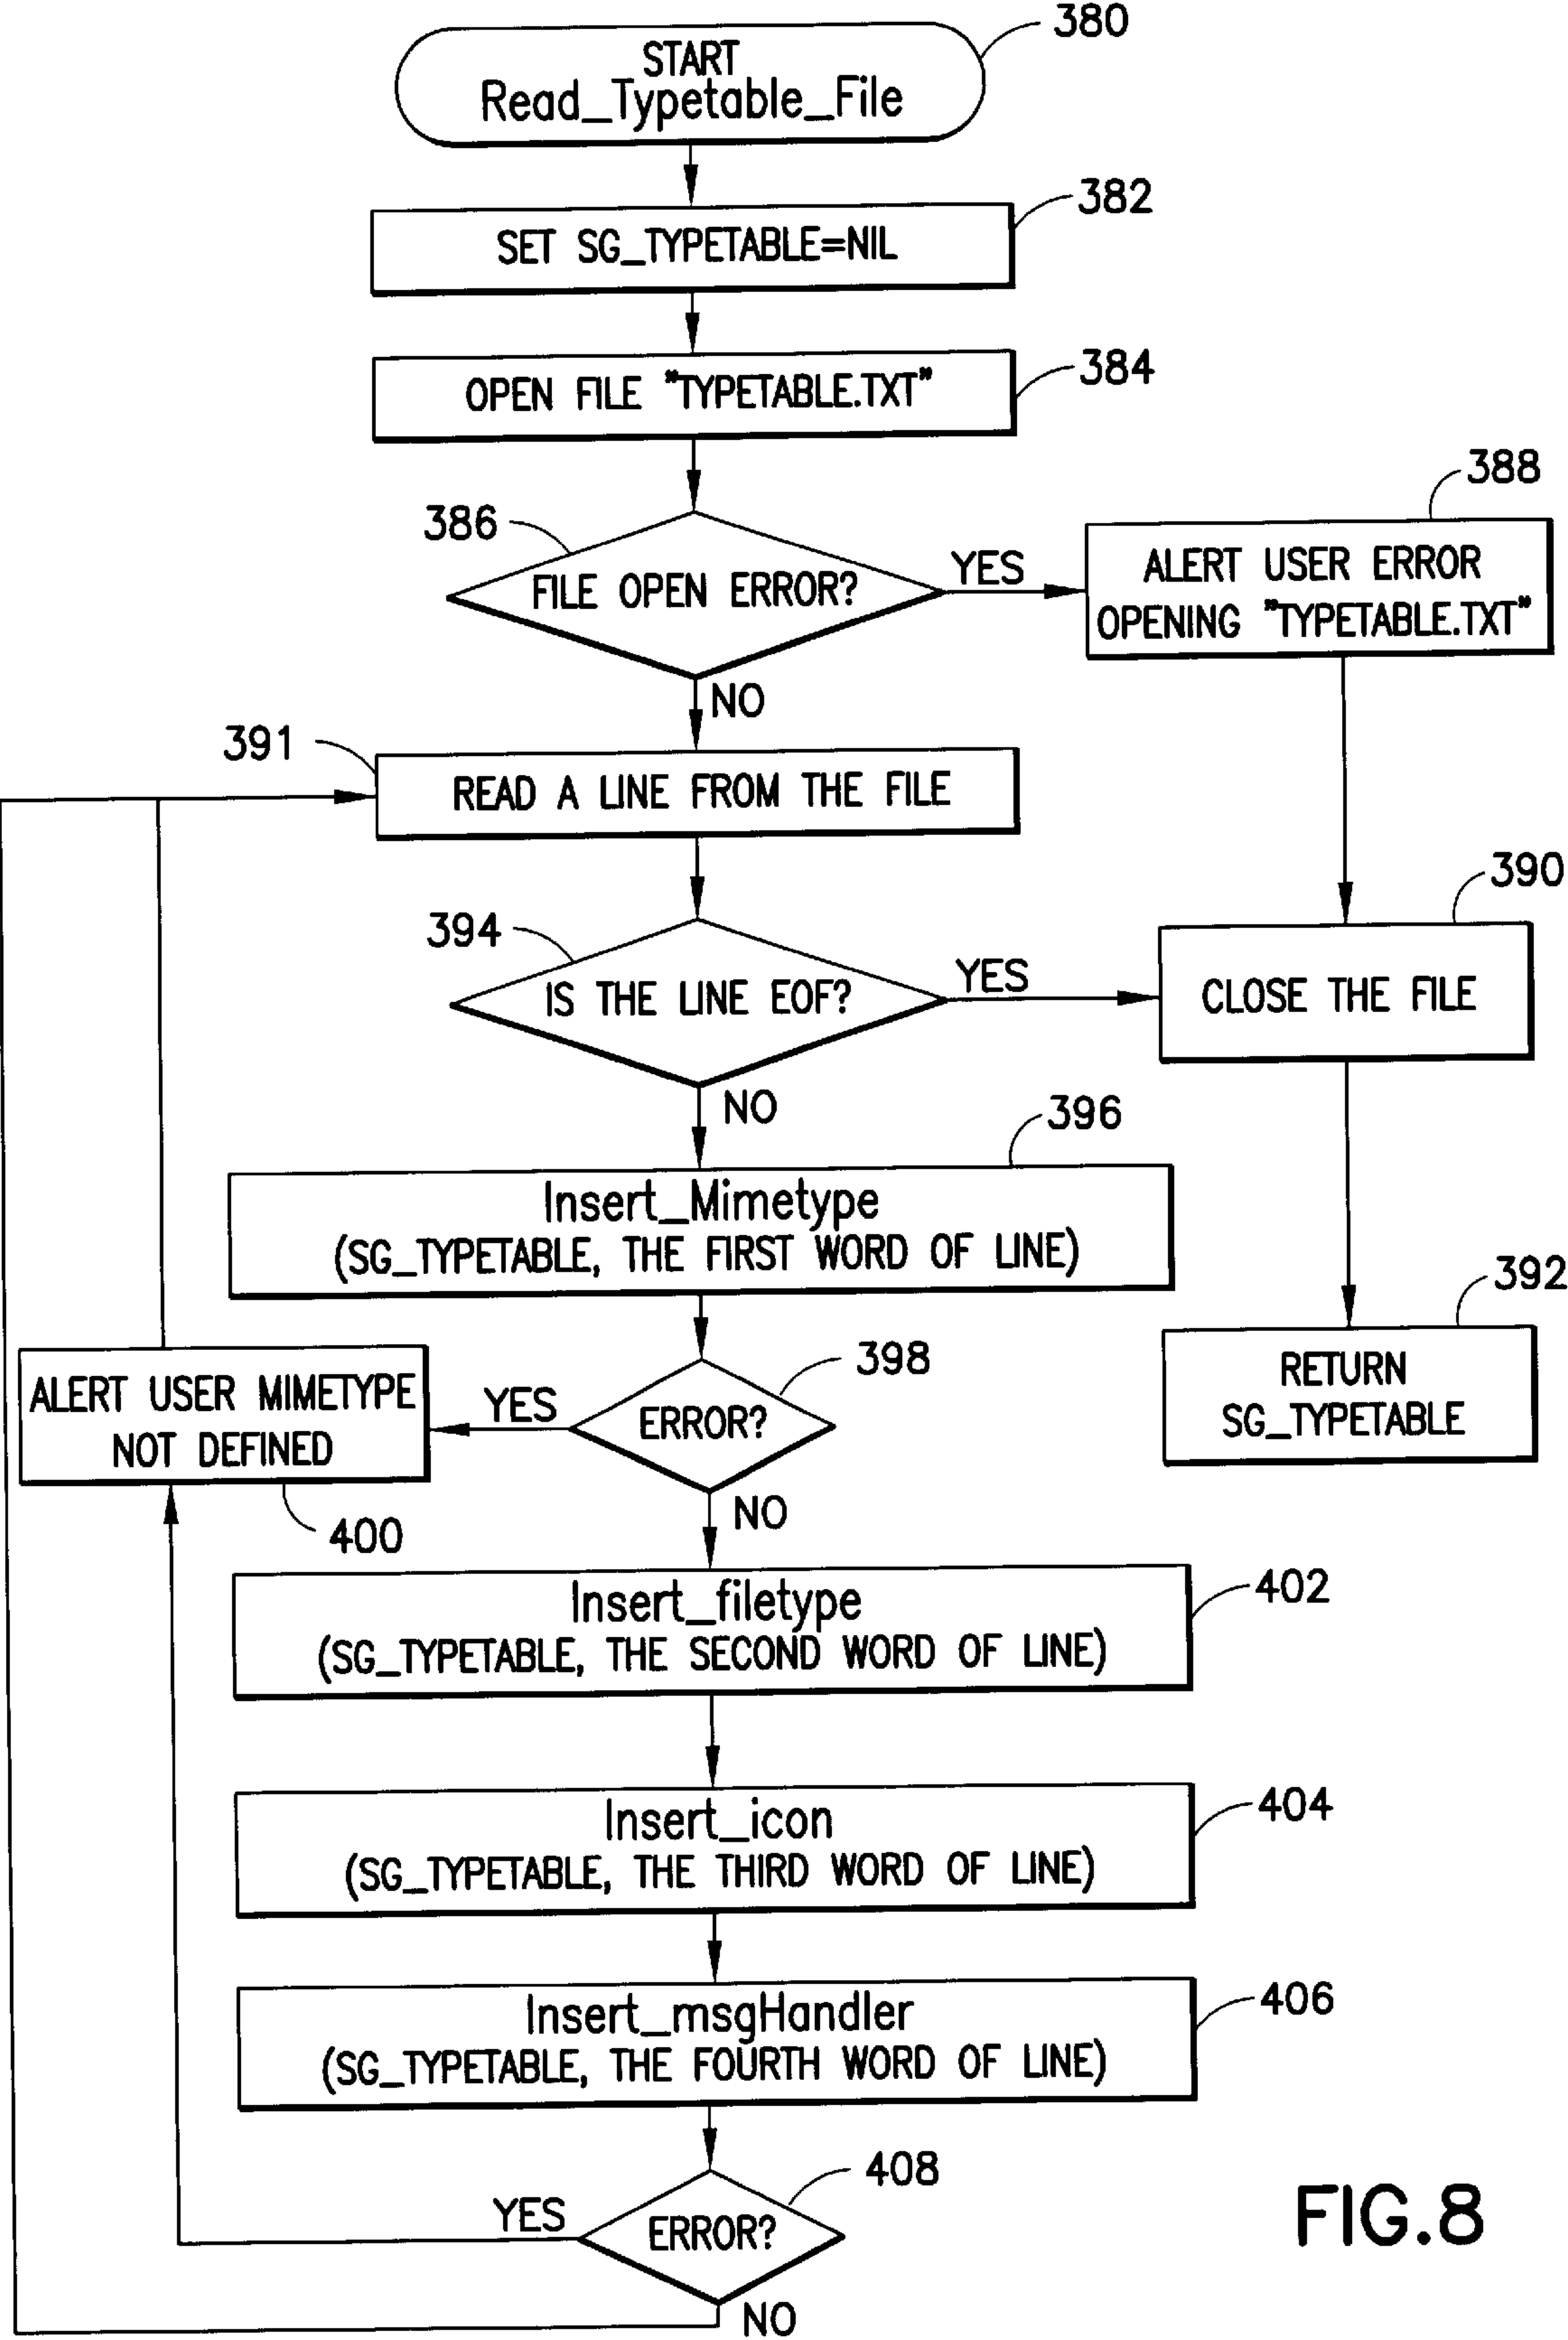 380
START
Read_Typetable_File
382
SET SG_TYPETABLE=NIL
384
OPEN FILE "TYPETABLE.TXT"
388
386
FILE OPEN ERROR?
YES
ALERT USER ERROR
OPENING "TYPETABLE.TXT"
NO
391
READ A LINE FROM THE FILE
390
394
IS THE LINE EOF?
YES
CLOSE THE FILE
NO
396
Insert_Mimetype
(SG_TYPETABLE, THE FIRST WORD OF LINE)
392
RETURN
SG_TYPETABLE
398
ERROR?
YES
ALERT USER MIMETYPE
NOT DEFINED
400
NO
402
Insert_filetype
(SG_TYPETABLE, THE SECOND WORD OF LINE)
404
Insert_icon
(SG_TYPETABLE, THE THIRD WORD OF LINE)
406
Insert_msgHandler
(SG_TYPETABLE, THE FOURTH WORD OF LINE)
408
YES
ERROR?
NO
FIG.8